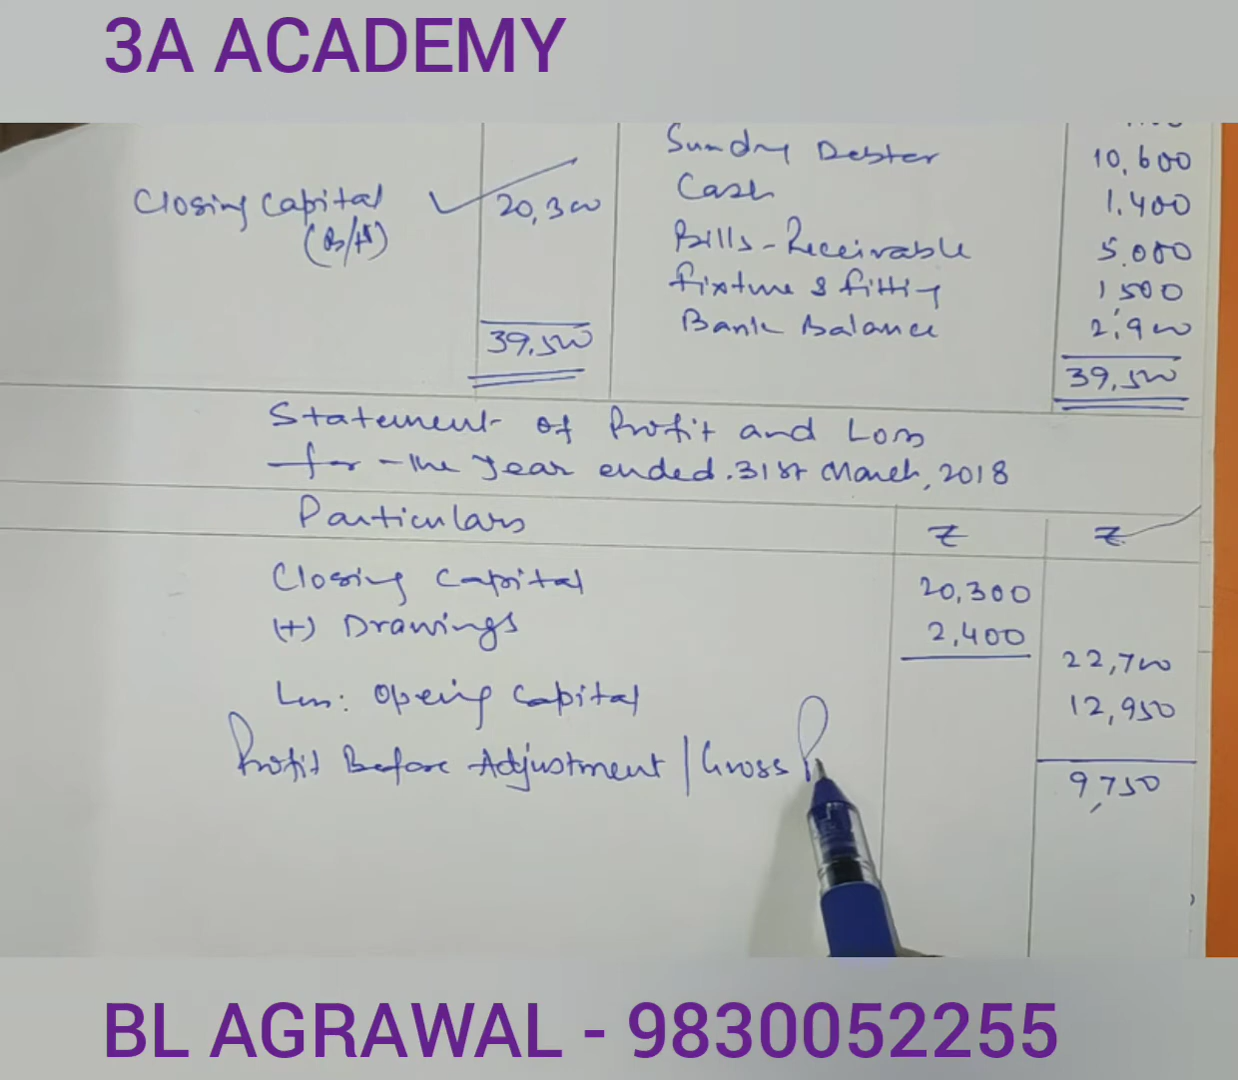 3A ACADEMY
Sundry Debtor 10,600
Closing Capital 20,300 Cash 1,400
(B/f) Bills-Receivable 5,000
fixture & fittig 1500
39,500 Bank Balance 2,900
39,500
Statement of Profit and Loss
for the Year ended. 31st March, 2018
Particulars ₹ ₹
Closing Capital 20,300
(+) Drawings 2,400
22,700
Less: Opening Capital 12,950
Profit Before Adjustment / Gross P 9,750
BL AGRAWAL - 9830052255